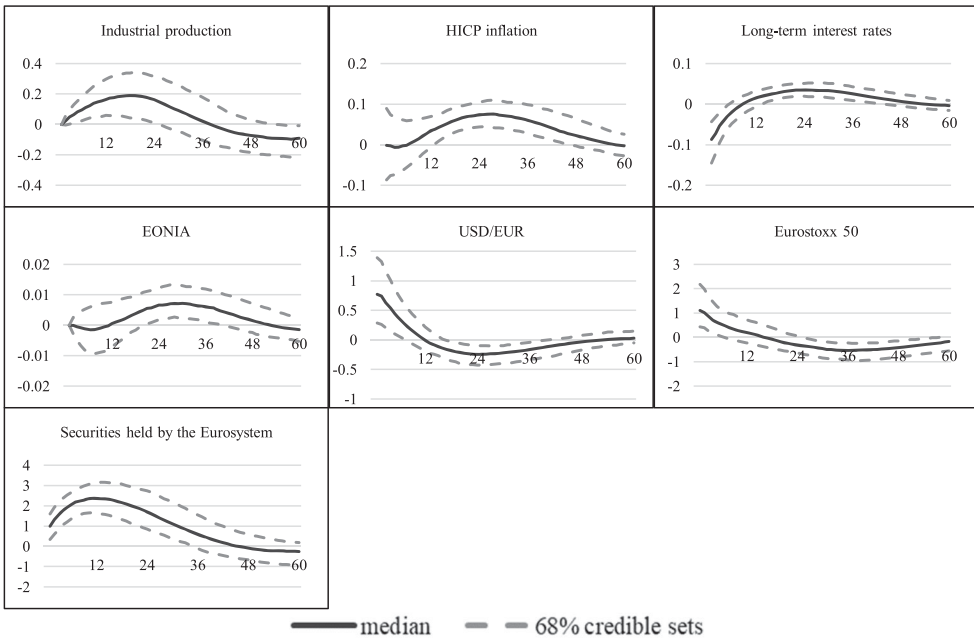 Industrial production
0.4
0.2
0
-0.2
-0.4
12 24 36 48 60
HICP inflation
0.2
0.1
0
-0.1
12 24 36 48 60
Long-term interest rates
0.1
0
-0.1
-0.2
12 24 36 48 60
EONIA
0.02
0.01
0
-0.01
-0.02
12 24 36 48 60
USD/EUR
1.5
1
0.5
0
-0.5
-1
12 24 36 48 60
Eurostoxx 50
3
2
1
0
-1
-2
12 24 36 48 60
Securities held by the Eurosystem
4
3
2
1
0
-1
-2
12 24 36 48 60
median 68% credible sets